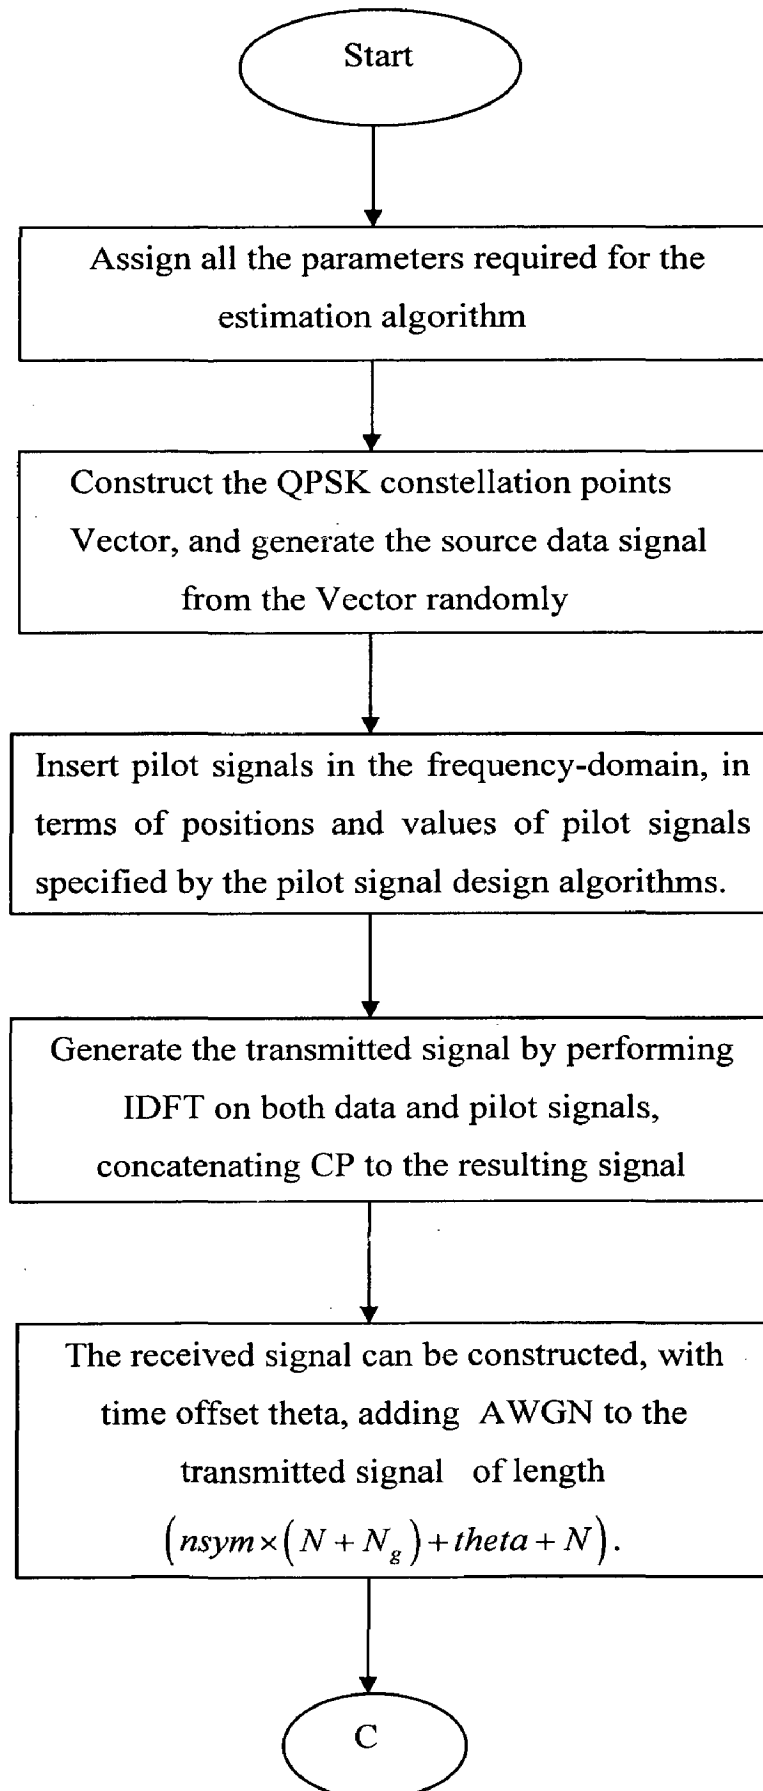 Start
Assign all the parameters required for the
estimation algorithm
Construct the QPSK constellation points
Vector, and generate the source data signal
from the Vector randomly
Insert pilot signals in the frequency-domain, in
terms of positions and values of pilot signals
specified by the pilot signal design algorithms.
Generate the transmitted signal by performing
IDFT on both data and pilot signals,
concatenating CP to the resulting signal
The received signal can be constructed, with
time offset theta, adding AWGN to the
transmitted signal of length
(nsym×(N + N_g) + theta + N).
C